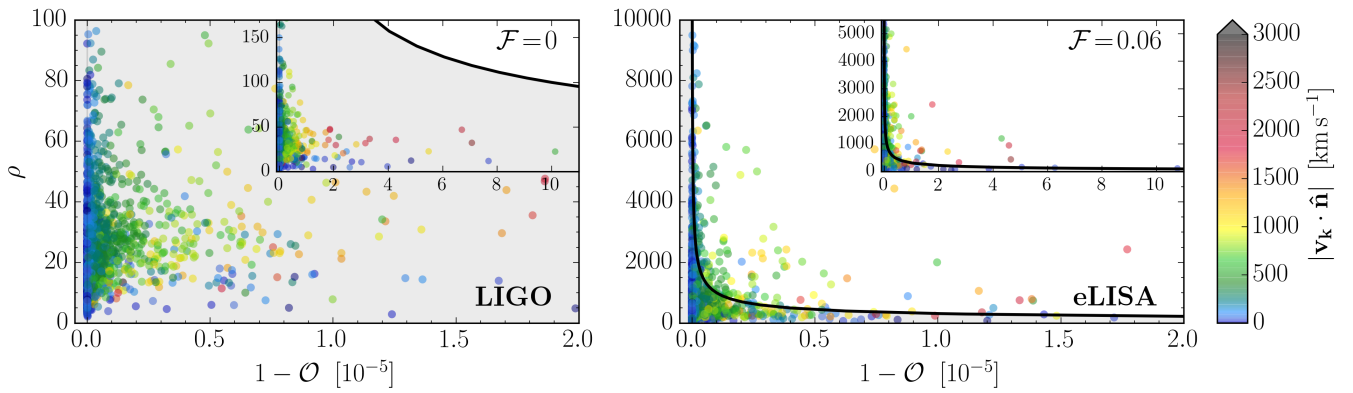 100
80
60
40
20
0
ρ
0.0 0.5 1.0 1.5 2.0
1 − 𝒪 [10⁻⁵]
ℱ = 0
LIGO
150
100
50
0
0 2 4 6 8 10
10000
8000
6000
4000
2000
0
0.0 0.5 1.0 1.5 2.0
1 − 𝒪 [10⁻⁵]
ℱ = 0.06
eLISA
5000
4000
3000
2000
1000
0
0 2 4 6 8 10
3000
2500
2000
1500
1000
500
0
|v_k · n̂| [km s⁻¹]